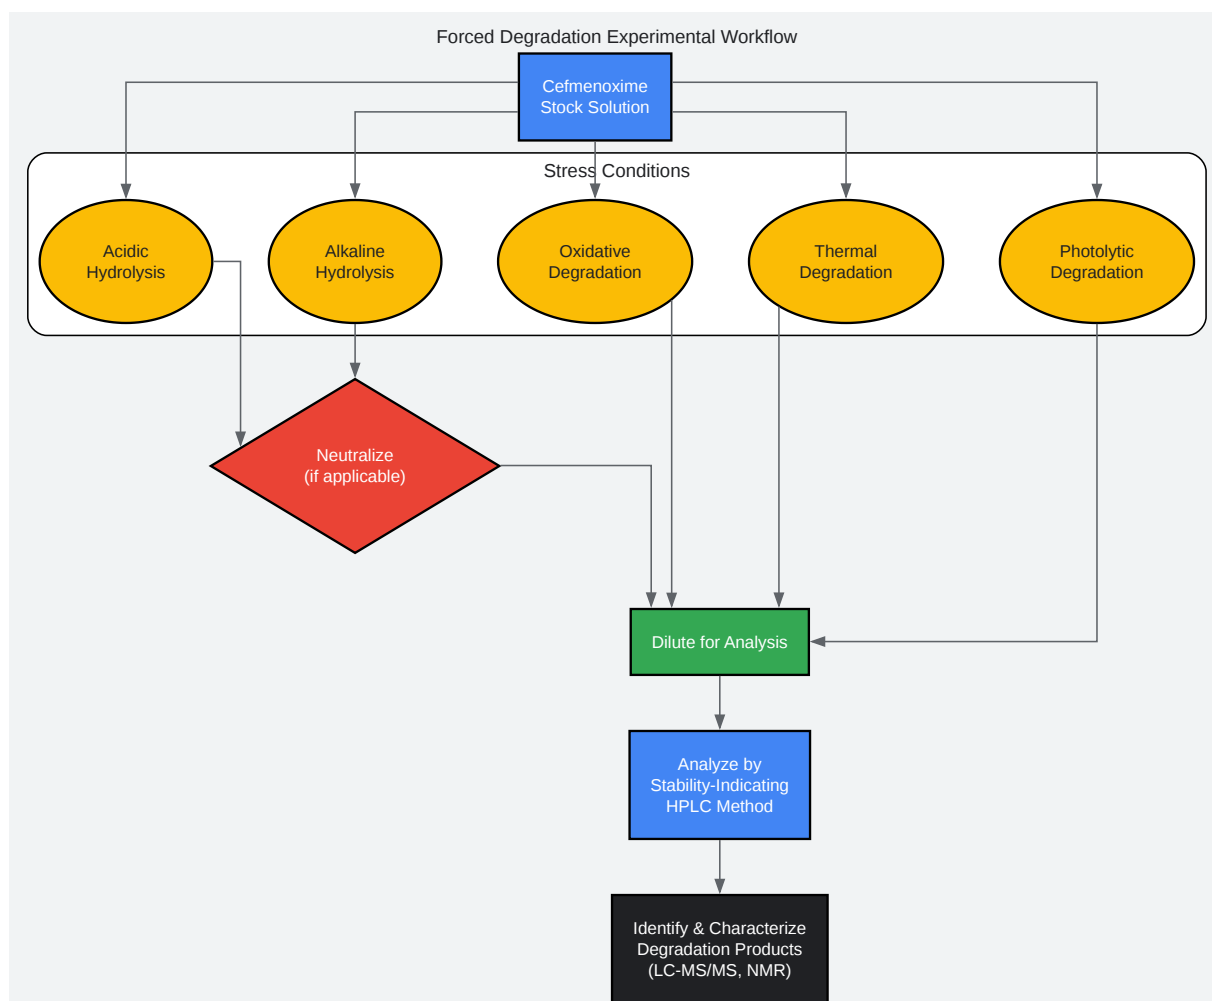 Forced Degradation Experimental Workflow
Cefmenoxime
Stock Solution
Stress Conditions
Acidic
Hydrolysis
Alkaline
Hydrolysis
Oxidative
Degradation
Thermal
Degradation
Photolytic
Degradation
Neutralize
(if applicable)
Dilute for Analysis
Analyze by
Stability-Indicating
HPLC Method
Identify & Characterize
Degradation Products
(LC-MS/MS, NMR)